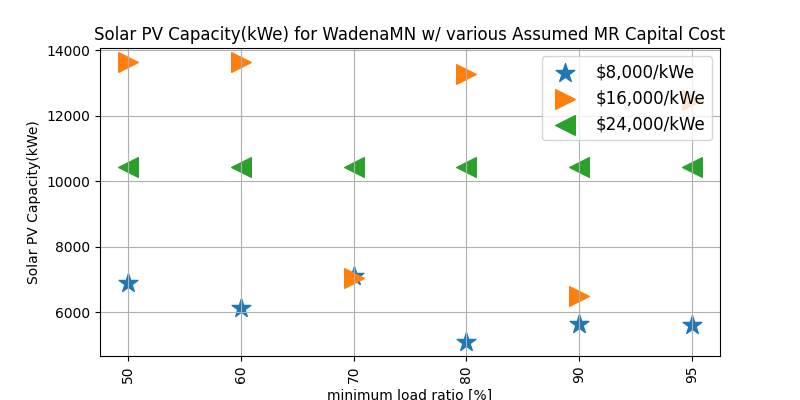 Solar PV Capacity(kWe) for WadenaMN w/ various Assumed MR Capital Cost
14000
12000
10000
8000
6000
Solar PV Capacity(kWe)
$8,000/kWe
$16,000/kWe
$24,000/kWe
50
60
70
80
90
95
minimum load ratio [%]